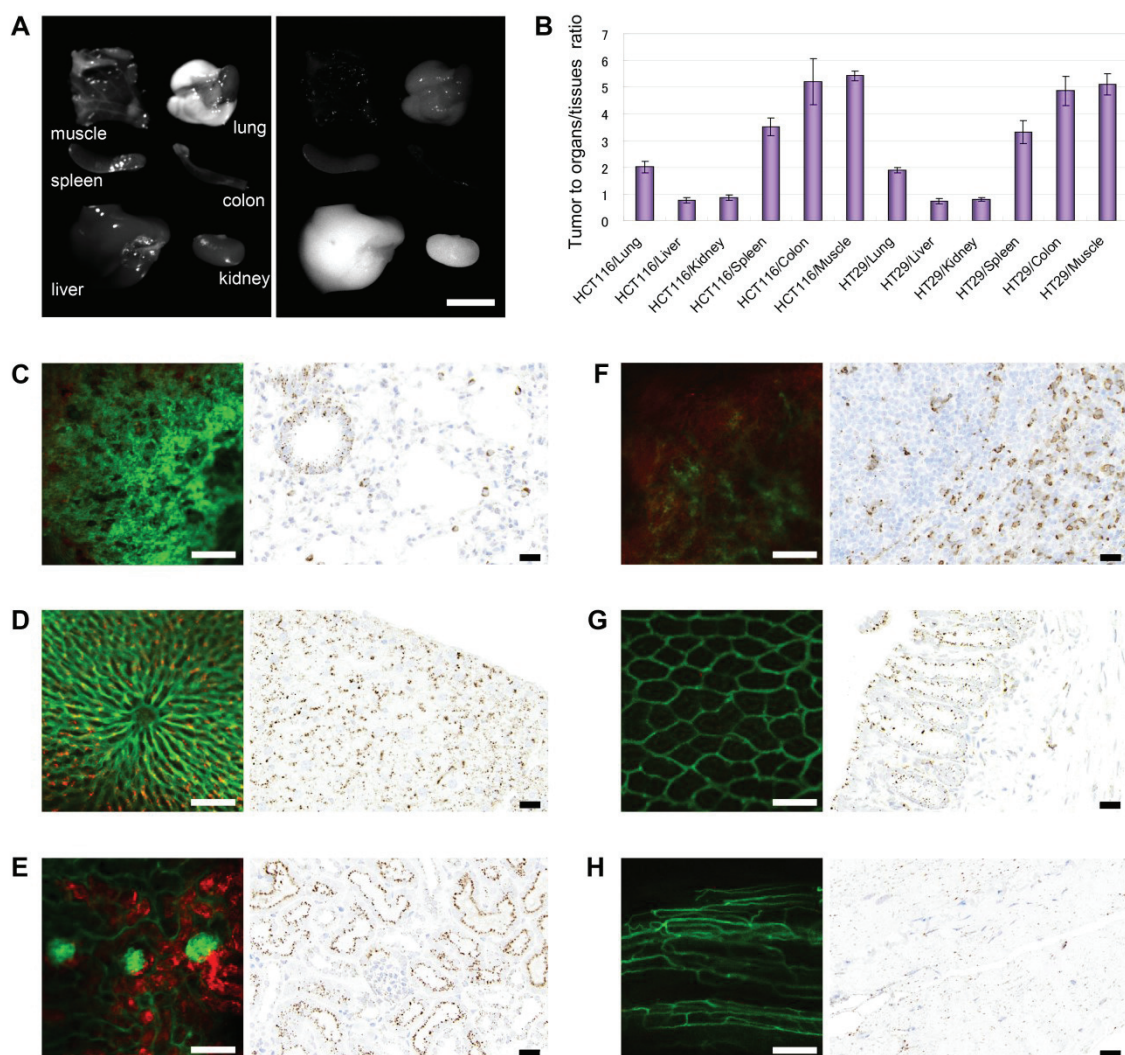 A
muscle
lung
spleen
colon
liver
kidney
B
Tumor to organs/tissues ratio
7
6
5
4
3
2
1
0
HCT116/Lung
HCT116/Liver
HCT116/Kidney
HCT116/Spleen
HCT116/Colon
HCT116/Muscle
HT29/Lung
HT29/Liver
HT29/Kidney
HT29/Spleen
HT29/Colon
HT29/Muscle
C
F
D
G
E
H